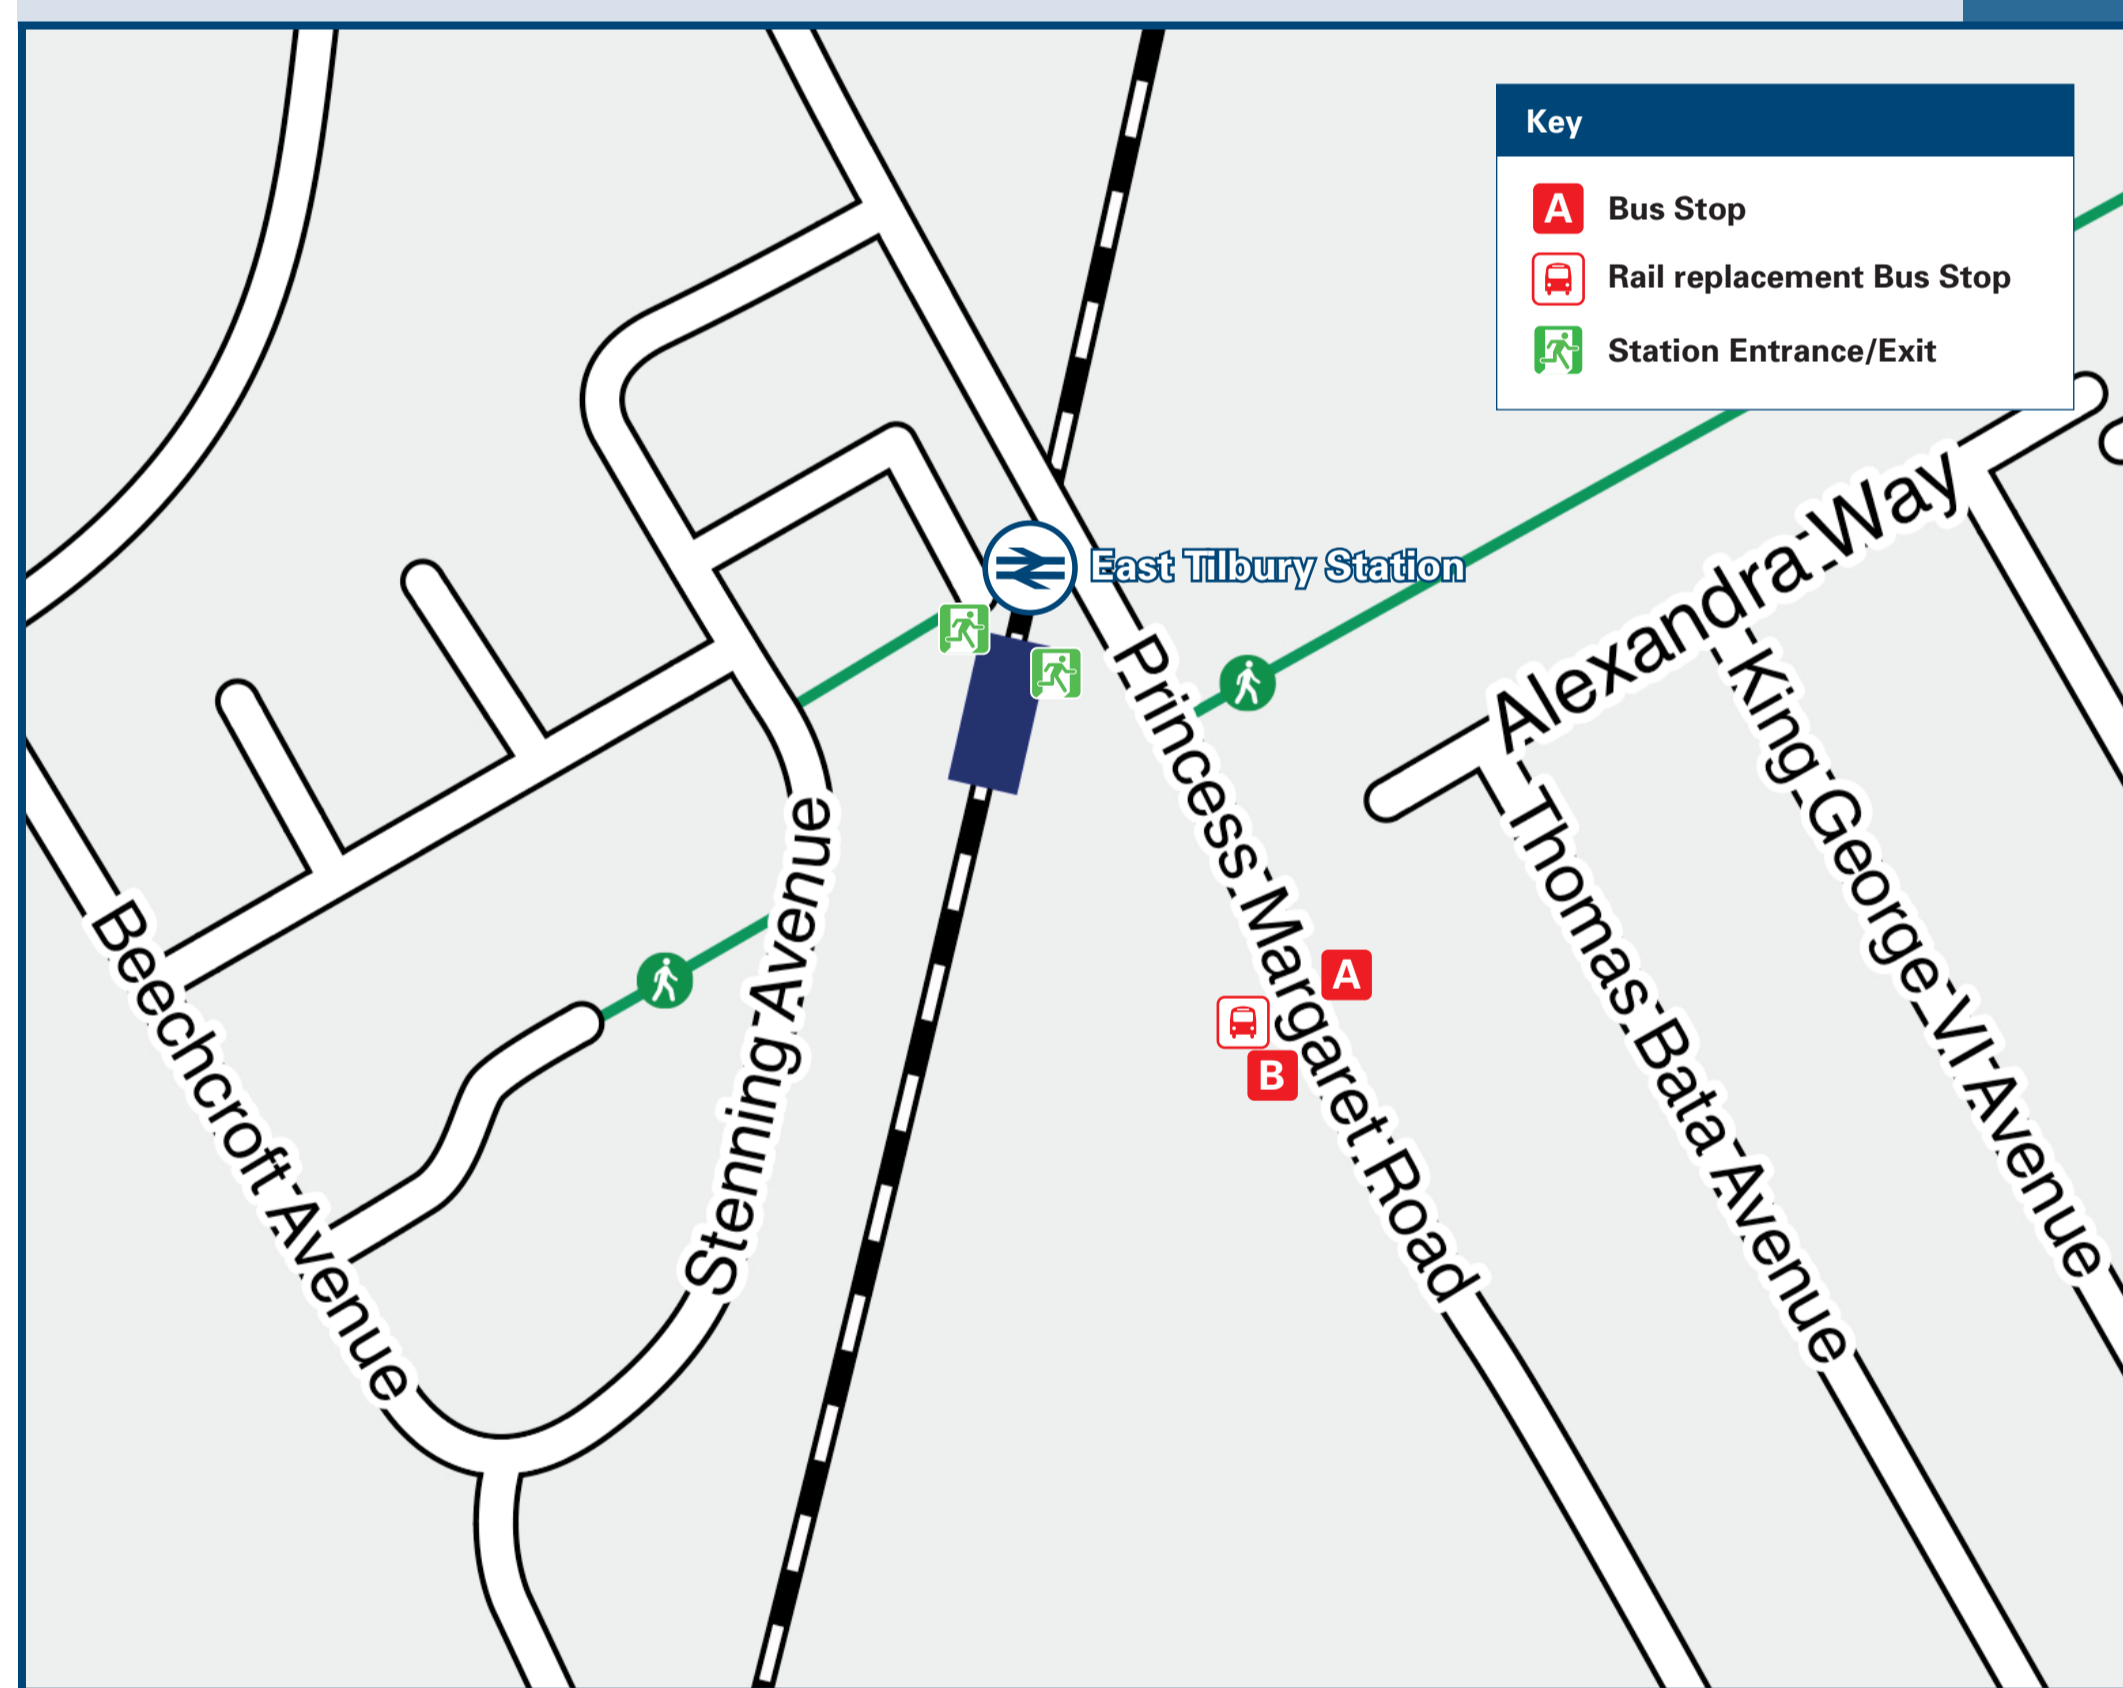 Key
A Bus Stop
Rail replacement Bus Stop
Station Entrance/Exit
East Tilbury Station
Alexandra Way
Princess Margaret Road
King George VI Avenue
Thomas Bata Avenue
Beechcroft Avenue
Stenning Avenue
A
B